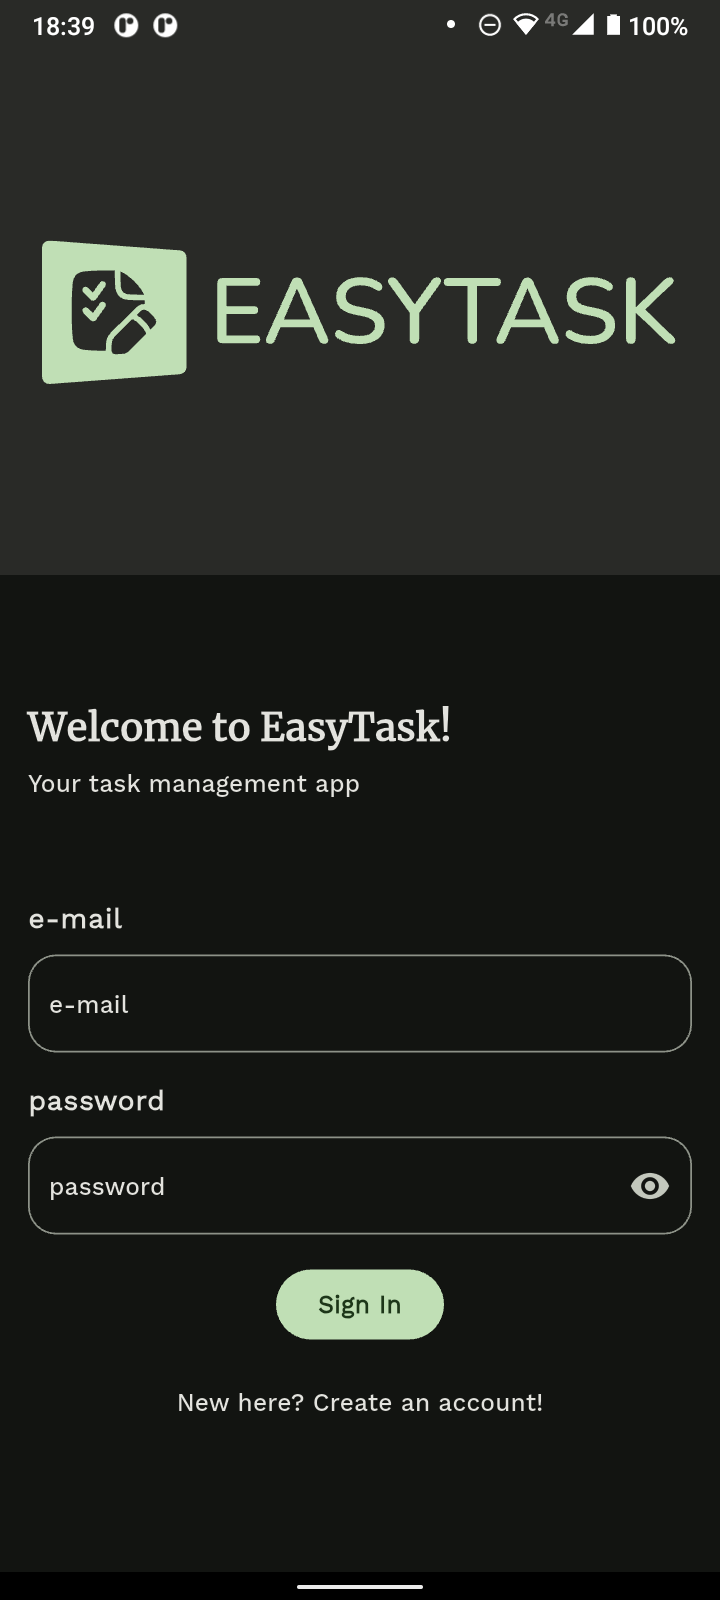 18:39
4G
100%
EASYTASK
Welcome to EasyTask!
Your task management app
e-mail
e-mail
password
password
Sign In
New here? Create an account!